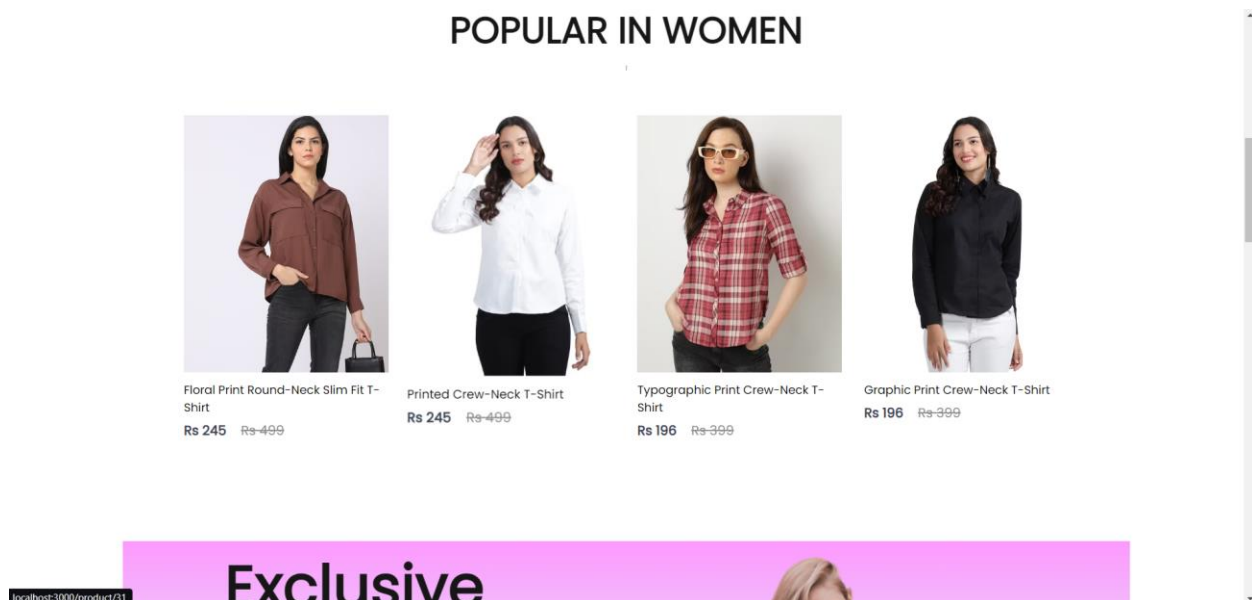 POPULAR IN WOMEN
Floral Print Round-Neck Slim Fit T-
Shirt
Rs 245 Rs 499
Printed Crew-Neck T-Shirt
Rs 245 Rs 499
Typographic Print Crew-Neck T-
Shirt
Rs 196 Rs 399
Graphic Print Crew-Neck T-Shirt
Rs 196 Rs 399
Exclusive
localhost:3000/product/31